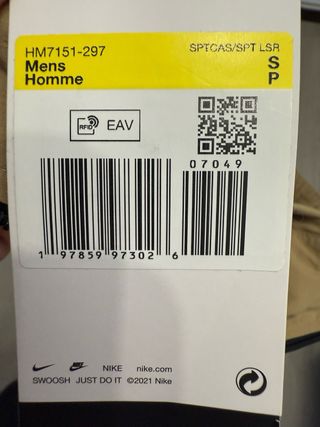 HM7151-297 SPTCAS/SPT LSR
Mens S
Homme P
RFID EAV
07049
1 97859 97302 6
NIKE nike.com
SWOOSH JUST DO IT ©2021 Nike